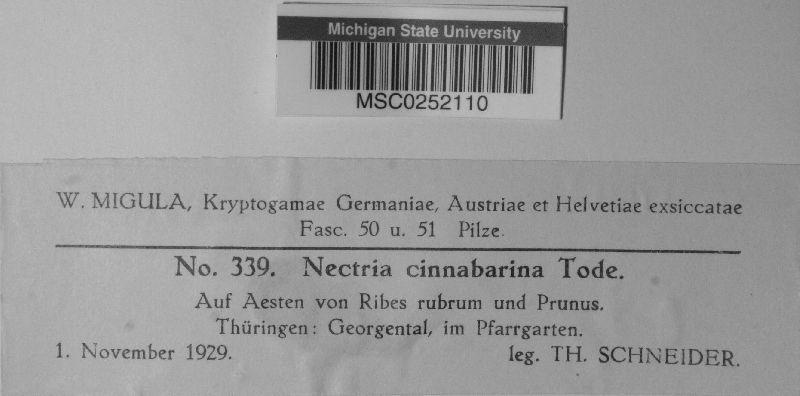 Michigan State University
MSC0252110
W. MIGULA, Kryptogamae Germaniae, Austriae et Helvetiae exsiccatae
Fasc. 50 u. 51 Pilze.
No. 339. Nectria cinnabarina Tode.
Auf Aesten von Ribes rubrum und Prunus.
Thüringen: Georgental, im Pfarrgarten.
1. November 1929. leg. TH. SCHNEIDER.